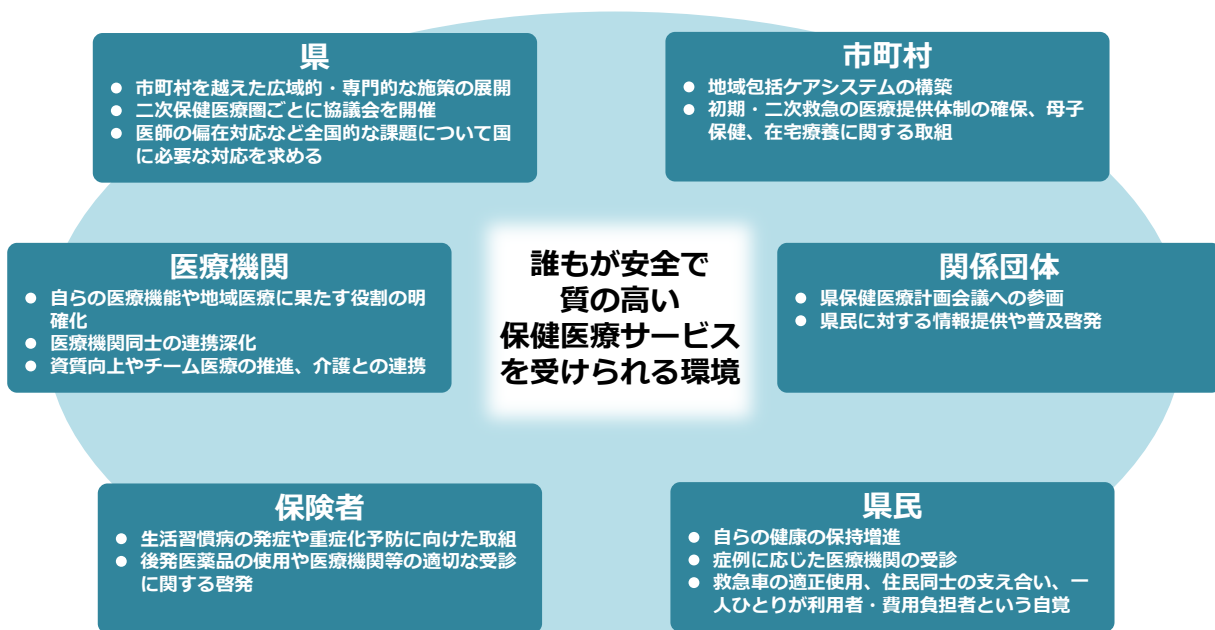 県
● 市町村を越えた広域的・専門的な施策の展開
● 二次保健医療圏ごとに協議会を開催
● 医師の偏在対応など全国的な課題について国
に必要な対応を求める
市町村
● 地域包括ケアシステムの構築
● 初期・二次救急の医療提供体制の確保、母子
保健、在宅療養に関する取組
医療機関
● 自らの医療機能や地域医療に果たす役割の明
確化
● 医療機関同士の連携深化
● 資質向上やチーム医療の推進、介護との連携
誰もが安全で
質の高い
保健医療サービス
を受けられる環境
関係団体
● 県保健医療計画会議への参画
● 県民に対する情報提供や普及啓発
保険者
● 生活習慣病の発症や重症化予防に向けた取組
● 後発医薬品の使用や医療機関等の適切な受診
に関する啓発
県民
● 自らの健康の保持増進
● 症例に応じた医療機関の受診
● 救急車の適正使用、住民同士の支え合い、一
人ひとりが利用者・費用負担者という自覚